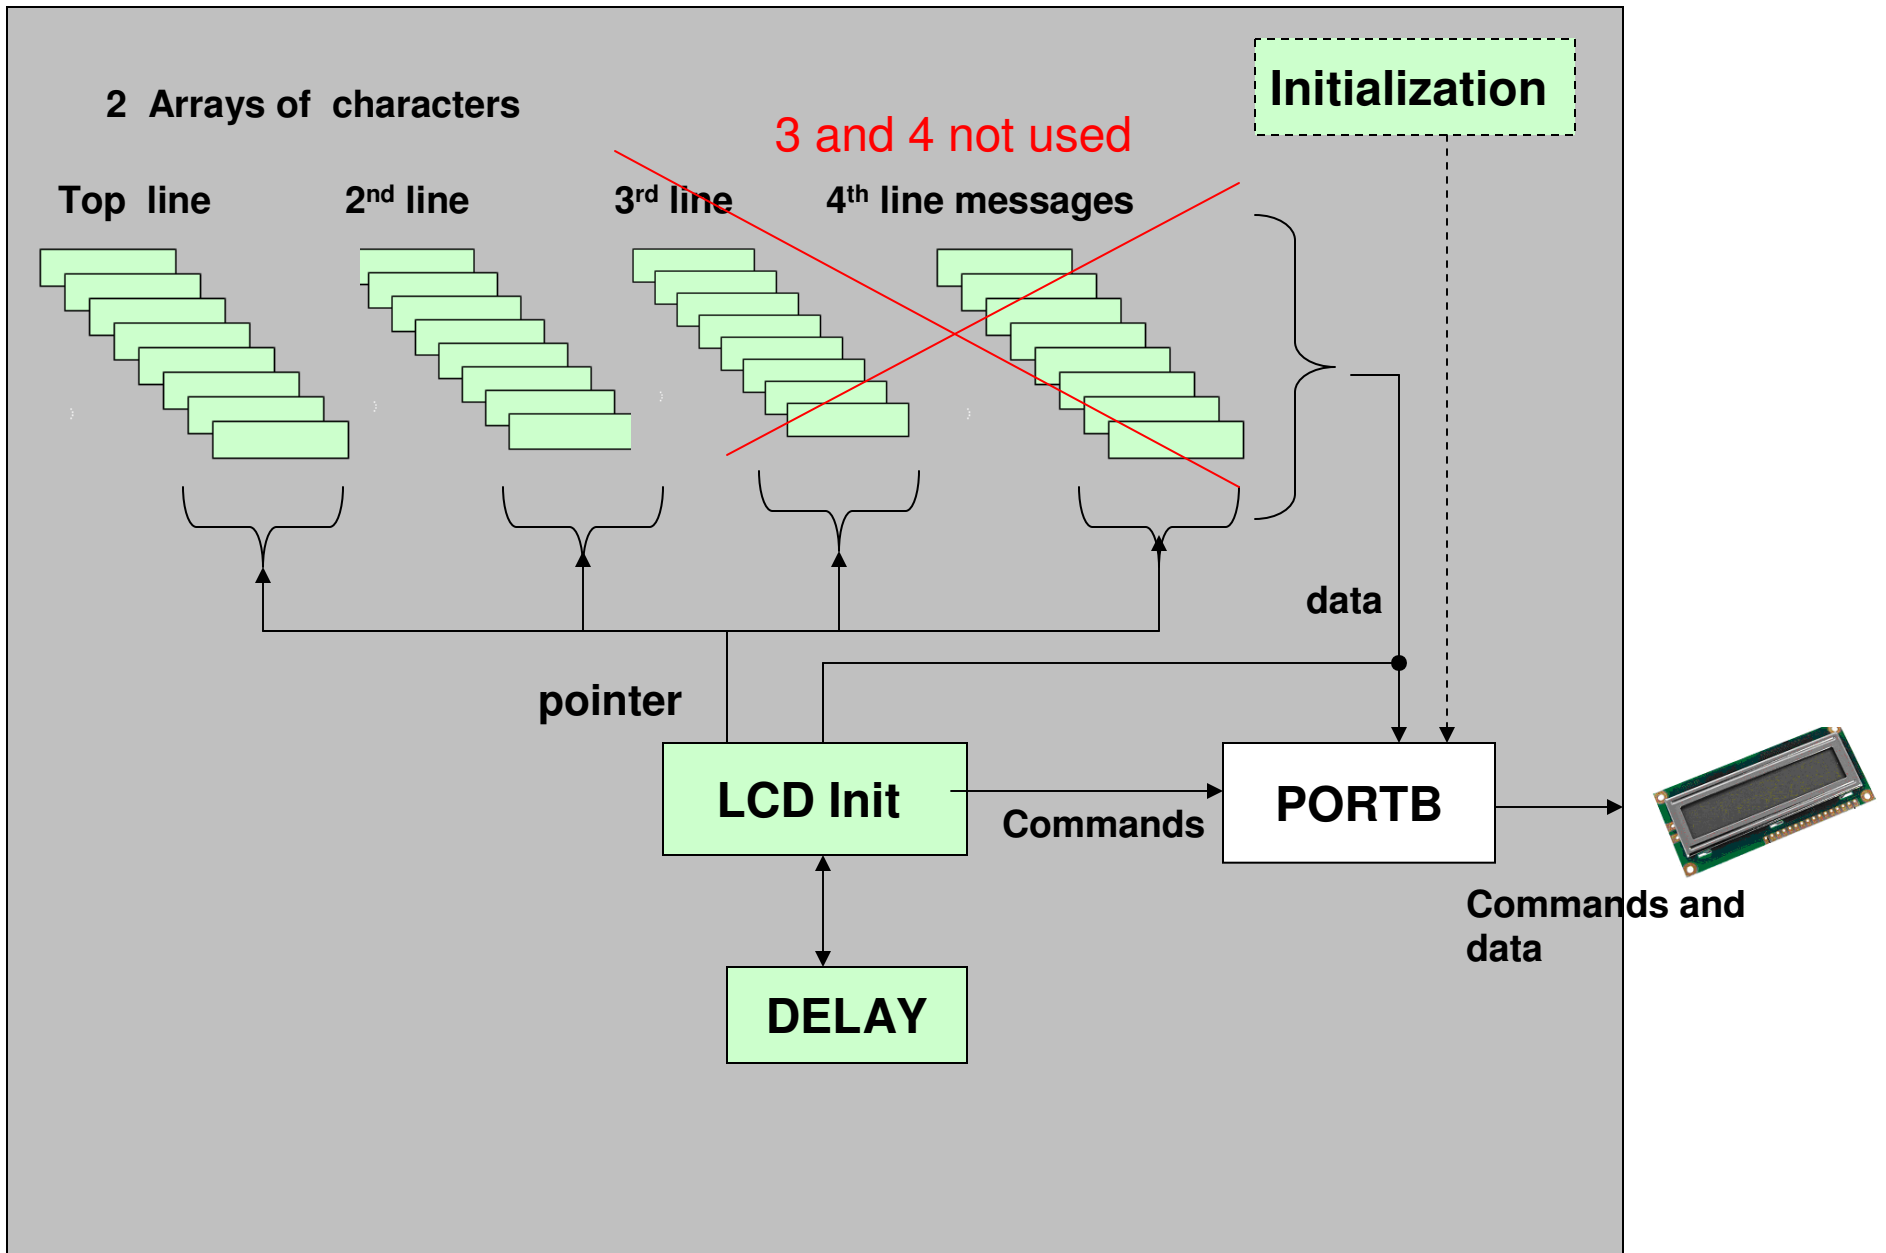 Initialization
2 Arrays of characters
3 and 4 not used
Top line
2nd line
3rd line
4th line messages
data
pointer
LCD Init
Commands
PORTB
Commands and
data
DELAY